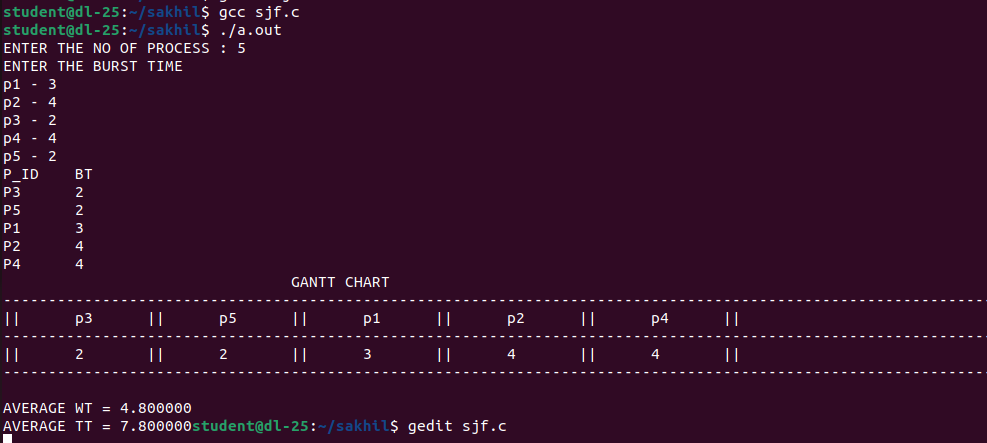 student@dl-25:~/sakhil$ gcc sjf.c
student@dl-25:~/sakhil$ ./a.out
ENTER THE NO OF PROCESS : 5
ENTER THE BURST TIME
p1 - 3
p2 - 4
p3 - 2
p4 - 4
p5 - 2
P_ID    BT
P3      2
P5      2
P1      3
P2      4
P4      4
GANTT CHART
--------------------------------------------------------------------------------------------------------------
||      p3      ||      p5      ||      p1      ||      p2      ||      p4      ||
--------------------------------------------------------------------------------------------------------------
||      2       ||      2       ||      3       ||      4       ||      4       ||
--------------------------------------------------------------------------------------------------------------
AVERAGE WT = 4.800000
AVERAGE TT = 7.800000student@dl-25:~/sakhil$ gedit sjf.c